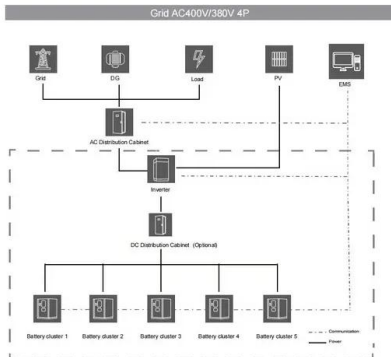 Grid AC400V/380V 4P
Grid
DG
Load
PV
EMS
AC Distribution Cabinet
Inverter
DC Distribution Cabinet (Optional)
Battery cluster 1
Battery cluster 2
Battery cluster 3
Battery cluster 4
Battery cluster 5
Communication
Power